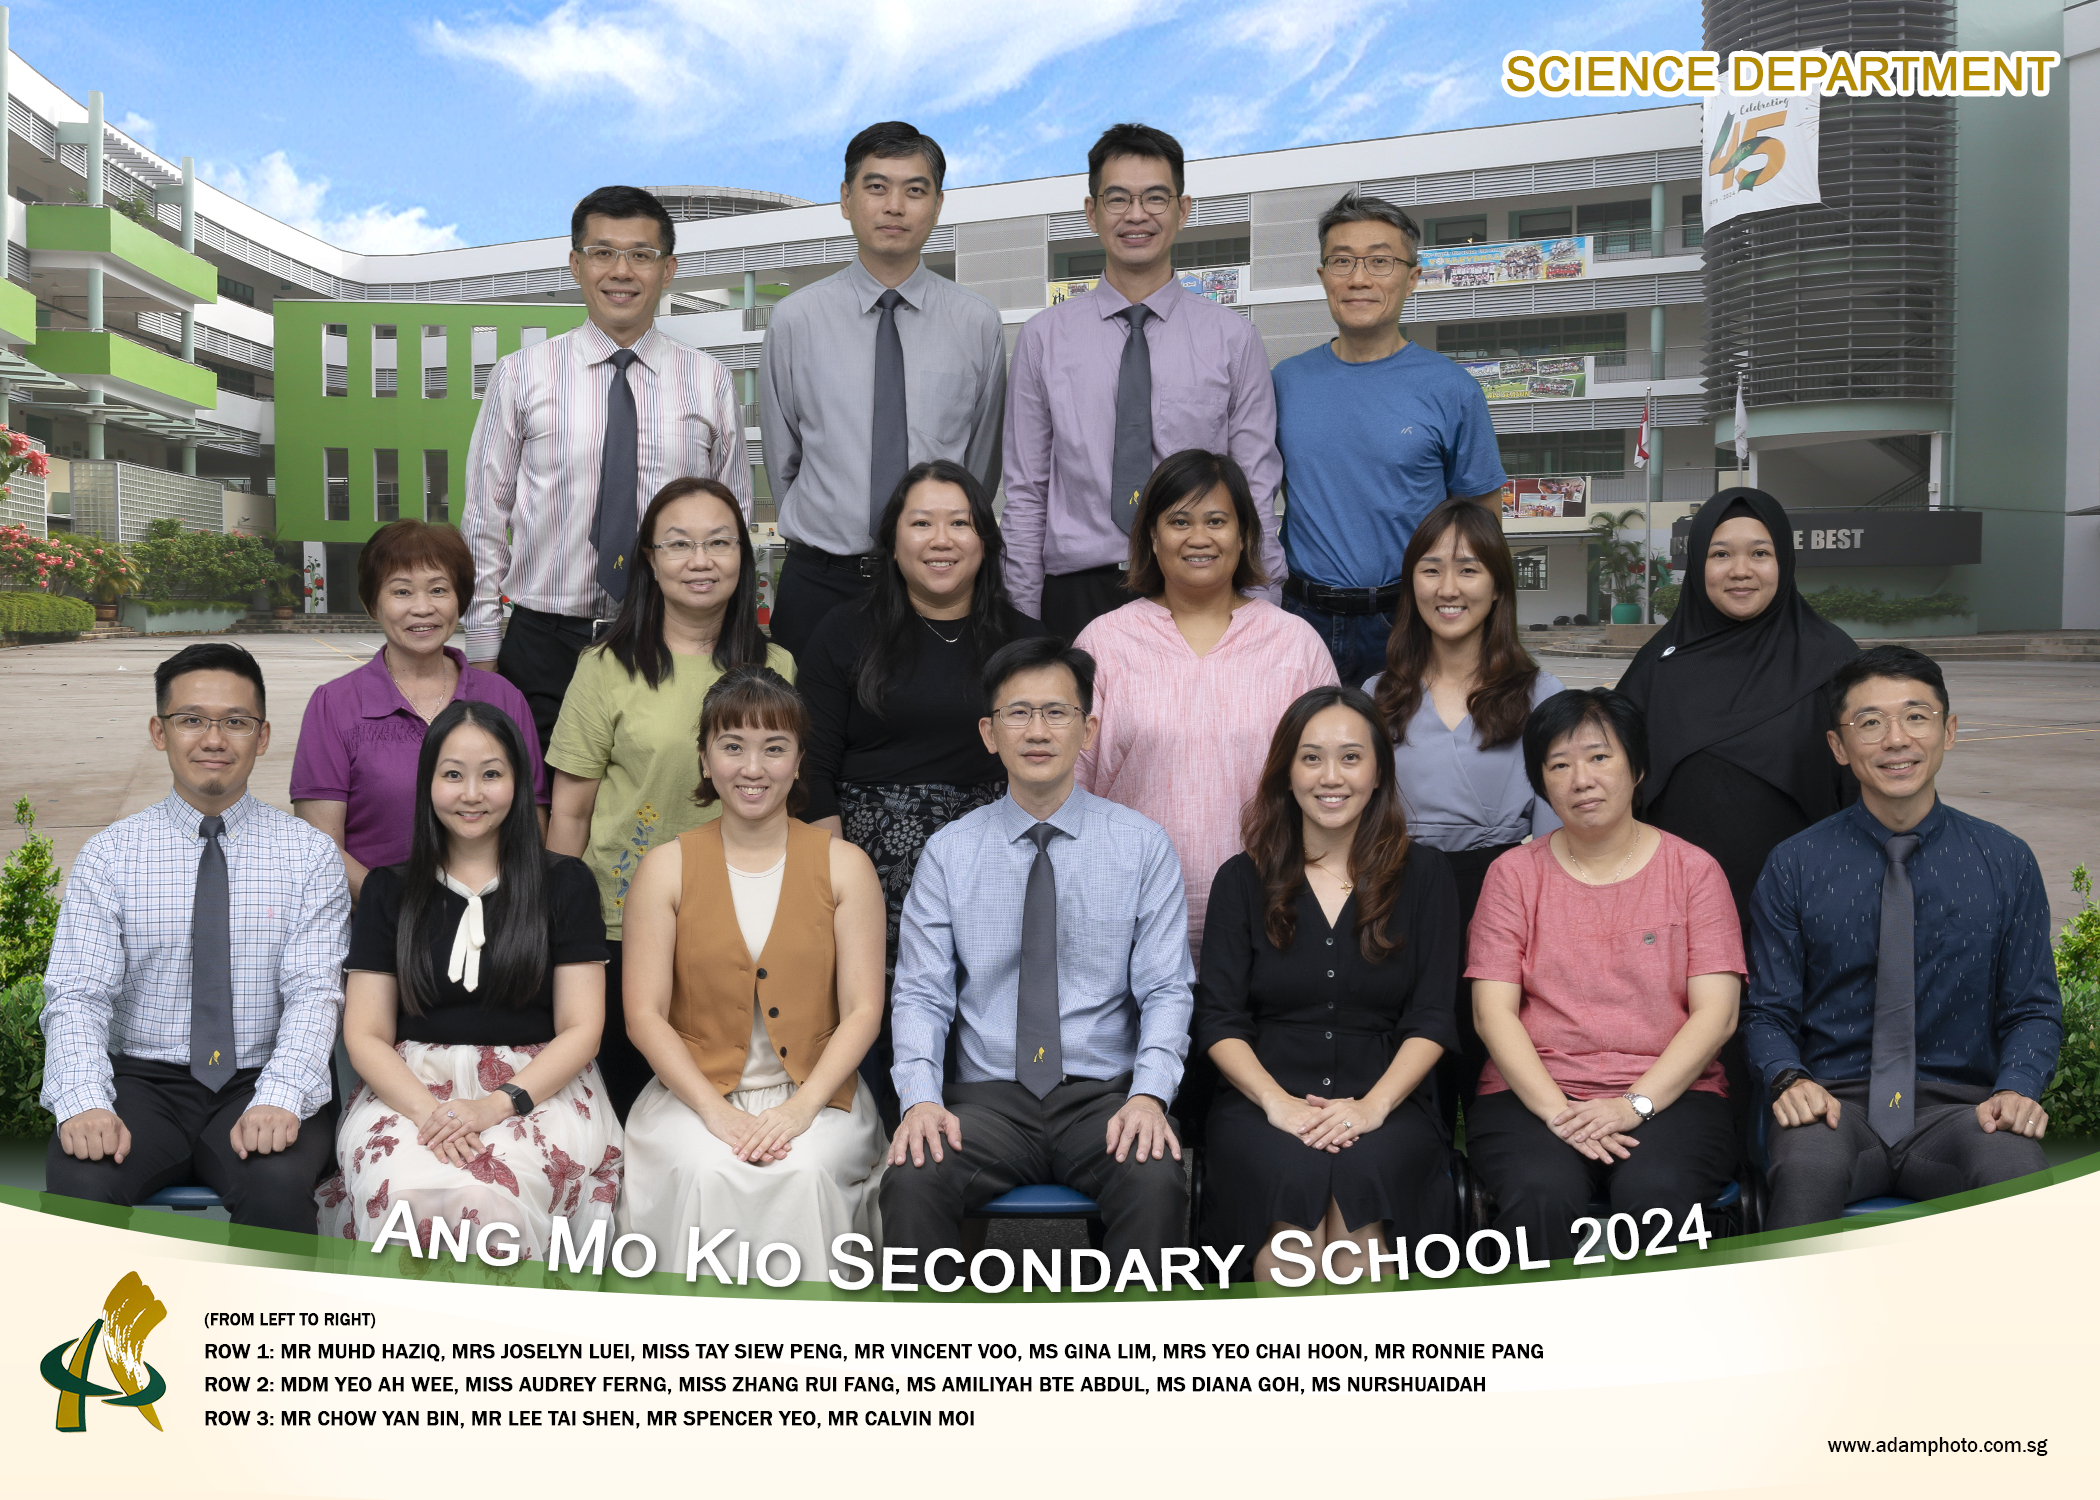 SCIENCE DEPARTMENT
Celebrating
45
E BEST
ANG MO KIO SECONDARY SCHOOL 2024
(FROM LEFT TO RIGHT)
ROW 1: MR MUHD HAZIQ, MRS JOSELYN LUEI, MISS TAY SIEW PENG, MR VINCENT VOO, MS GINA LIM, MRS YEO CHAI HOON, MR RONNIE PANG
ROW 2: MDM YEO AH WEE, MISS AUDREY FERNG, MISS ZHANG RUI FANG, MS AMILIYAH BTE ABDUL, MS DIANA GOH, MS NURSHUAIDAH
ROW 3: MR CHOW YAN BIN, MR LEE TAI SHEN, MR SPENCER YEO, MR CALVIN MOI
www.adamphoto.com.sg